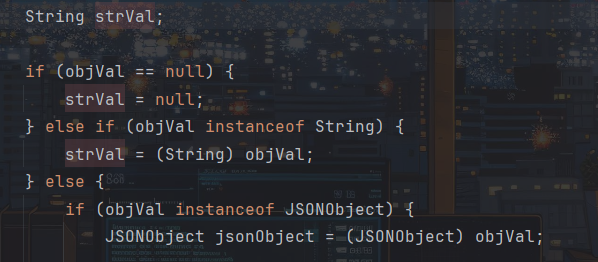 String strVal;
if (objVal == null) {
strVal = null;
} else if (objVal instanceof String) {
strVal = (String) objVal;
} else {
if (objVal instanceof JSONObject) {
JSONObject jsonObject = (JSONObject) objVal;